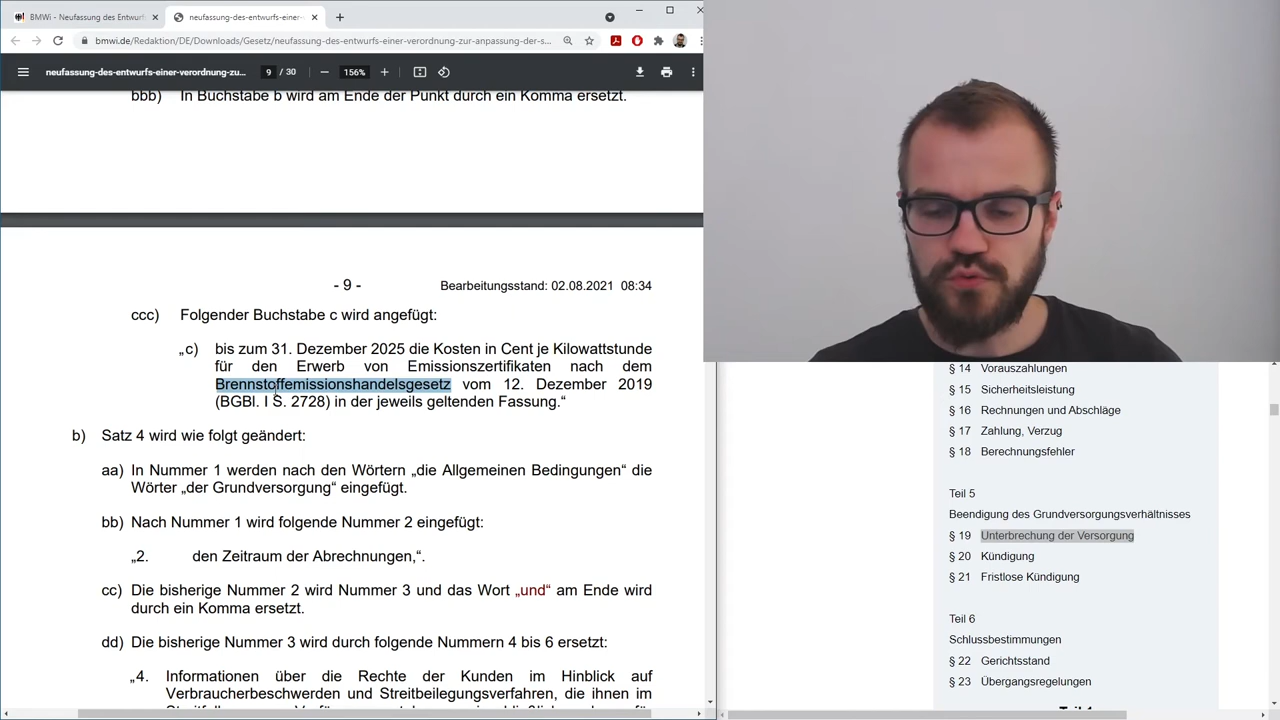 BMWi - Neufassung des Entwurf
neufassung-des-entwurfs-einer-
bmwi.de/Redaktion/DE/Downloads/Gesetz/neufassung-des-entwurfs-einer-verordnung-zur-anpassung-der-s...
neufassung-des-entwurfs-einer-verordnung-zu...
9 / 30
156%
bbb) In Buchstabe b wird am Ende der Punkt durch ein Komma ersetzt.
- 9 -
Bearbeitungsstand: 02.08.2021 08:34
ccc) Folgender Buchstabe c wird angefügt:
„c) bis zum 31. Dezember 2025 die Kosten in Cent je Kilowattstunde
für den Erwerb von Emissionszertifikaten nach dem
Brennstoffemissionshandelsgesetz vom 12. Dezember 2019
(BGBl. I S. 2728) in der jeweils geltenden Fassung.“
b) Satz 4 wird wie folgt geändert:
aa) In Nummer 1 werden nach den Wörtern „die Allgemeinen Bedingungen“ die
Wörter „der Grundversorgung“ eingefügt.
bb) Nach Nummer 1 wird folgende Nummer 2 eingefügt:
„2. den Zeitraum der Abrechnungen,“.
cc) Die bisherige Nummer 2 wird Nummer 3 und das Wort „und“ am Ende wird
durch ein Komma ersetzt.
dd) Die bisherige Nummer 3 wird durch folgende Nummern 4 bis 6 ersetzt:
„4. Informationen über die Rechte der Kunden im Hinblick auf
Verbraucherbeschwerden und Streitbeilegungsverfahren, die ihnen im
§ 14 Vorauszahlungen
§ 15 Sicherheitsleistung
§ 16 Rechnungen und Abschläge
§ 17 Zahlung, Verzug
§ 18 Berechnungsfehler
Teil 5
Beendigung des Grundversorgungsverhältnisses
§ 19 Unterbrechung der Versorgung
§ 20 Kündigung
§ 21 Fristlose Kündigung
Teil 6
Schlussbestimmungen
§ 22 Gerichtsstand
§ 23 Übergangsregelungen